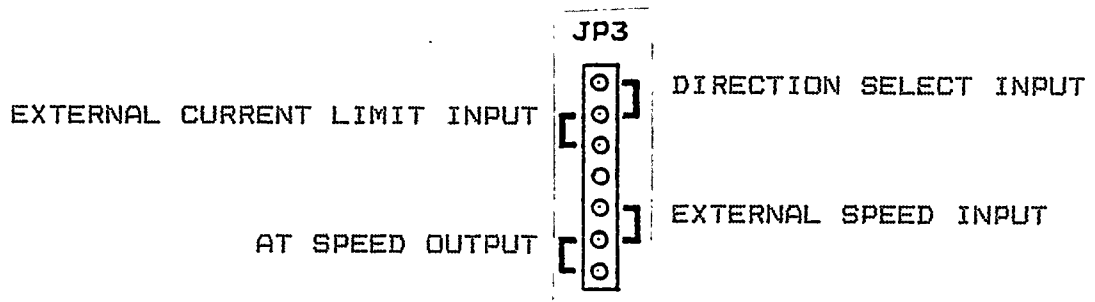 JP3
DIRECTION SELECT INPUT
EXTERNAL CURRENT LIMIT INPUT
EXTERNAL SPEED INPUT
AT SPEED OUTPUT